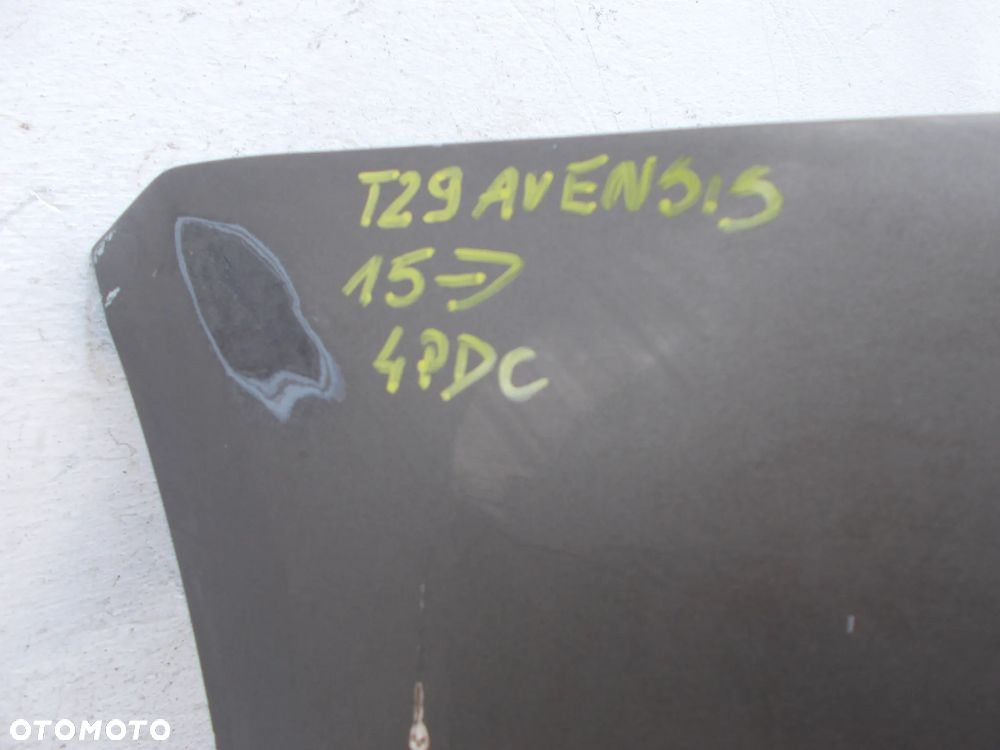 T29 AVENSIS
15->
4PDC
OTOMOTO